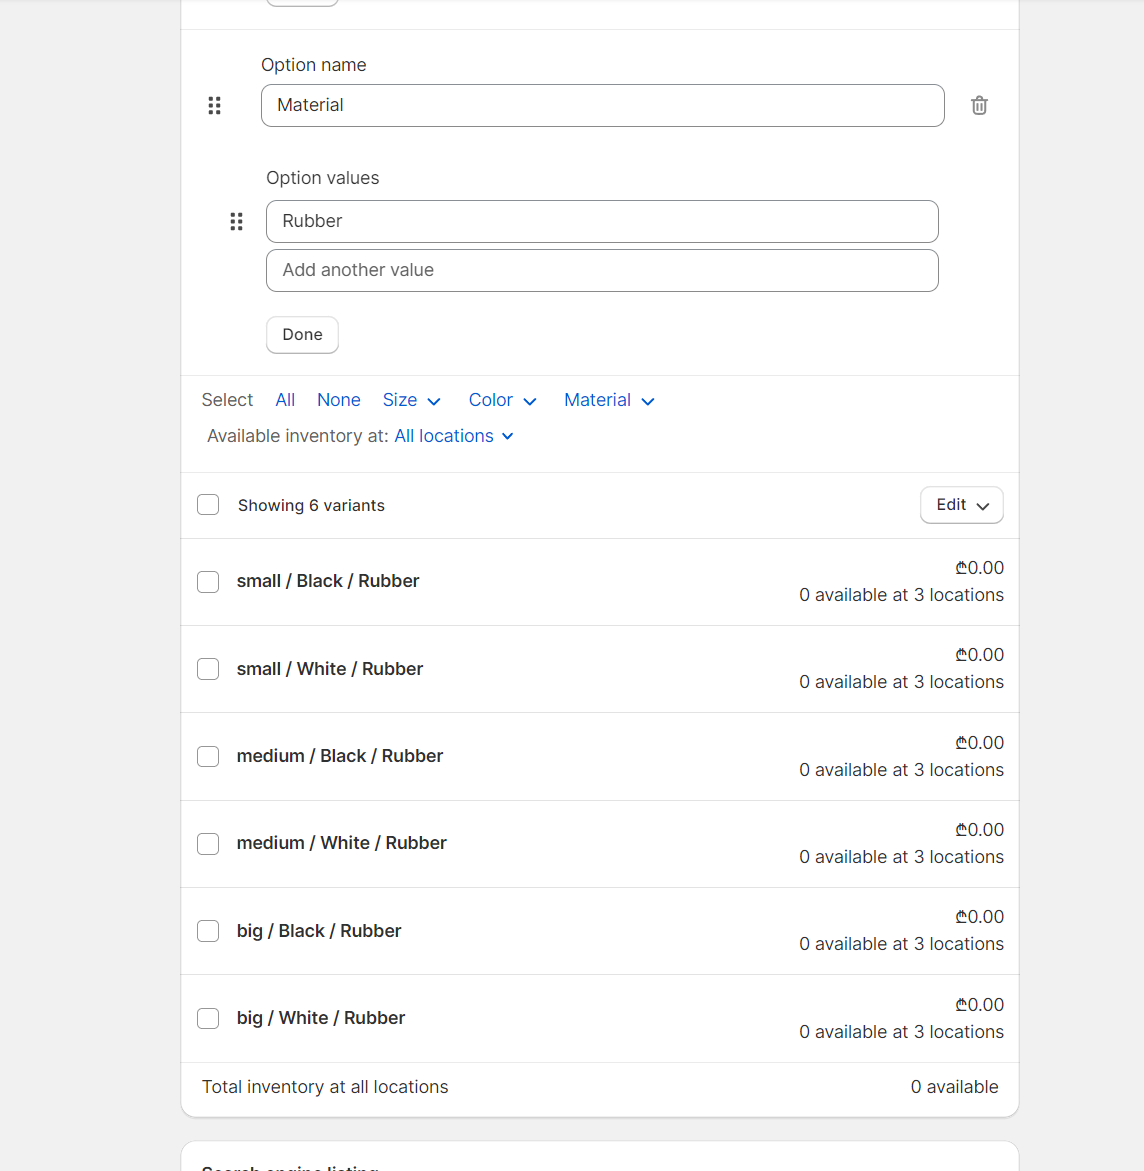 Option name
Material
Option values
Rubber
Add another value
Done
Select All None Size Color Material
Available inventory at: All locations
Showing 6 variants Edit
small / Black / Rubber
₾0.00
0 available at 3 locations
small / White / Rubber
₾0.00
0 available at 3 locations
medium / Black / Rubber
₾0.00
0 available at 3 locations
medium / White / Rubber
₾0.00
0 available at 3 locations
big / Black / Rubber
₾0.00
0 available at 3 locations
big / White / Rubber
₾0.00
0 available at 3 locations
Total inventory at all locations 0 available
Search engine listing